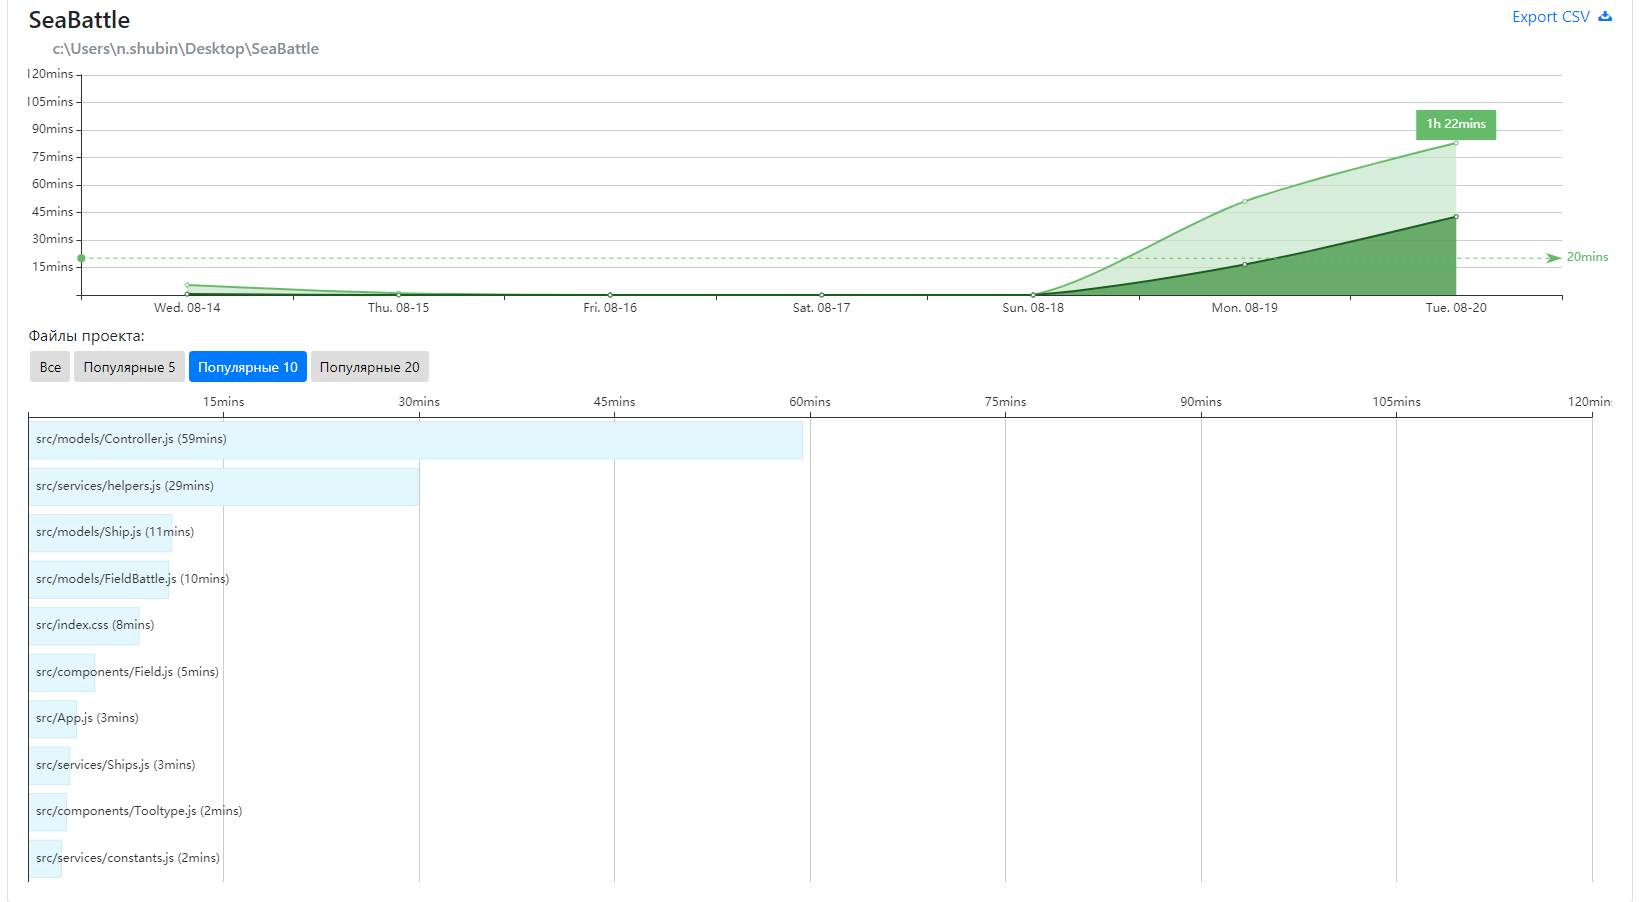 SeaBattle
Export CSV
c:\Users\n.shubin\Desktop\SeaBattle
120mins
105mins
90mins
75mins
60mins
45mins
30mins
15mins
1h 22mins
20mins
Wed. 08-14 Thu. 08-15 Fri. 08-16 Sat. 08-17 Sun. 08-18 Mon. 08-19 Tue. 08-20
Файлы проекта:
Все Популярные 5 Популярные 10 Популярные 20
15mins 30mins 45mins 60mins 75mins 90mins 105mins 120min
src/models/Controller.js (59mins)
src/services/helpers.js (29mins)
src/models/Ship.js (11mins)
src/models/FieldBattle.js (10mins)
src/index.css (8mins)
src/components/Field.js (5mins)
src/App.js (3mins)
src/services/Ships.js (3mins)
src/components/Tooltype.js (2mins)
src/services/constants.js (2mins)